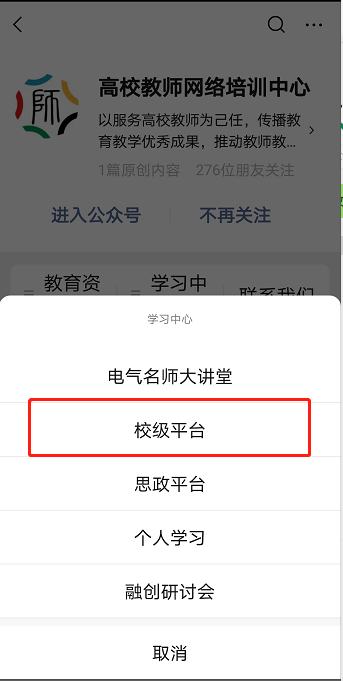 師
高校教师网络培训中心
以服务高校教师为己任，传播教
育教学优秀成果，推动教师教...
1篇原创内容 276位朋友关注
进入公众号 不再关注
教育资 学习中 联系我们
学习中心
电气名师大讲堂
校级平台
思政平台
个人学习
融创研讨会
取消